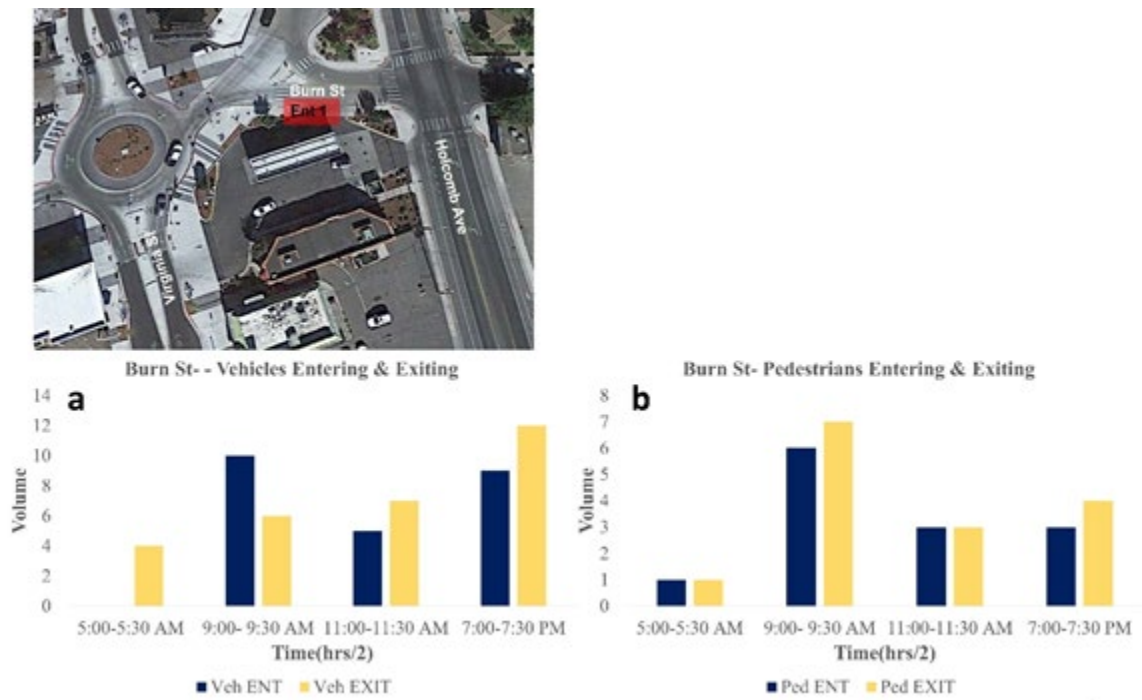 Burn St
Ent 1
Holcomb Ave
Virginia St
Burn St- - Vehicles Entering & Exiting
a
14
12
10
8
6
4
2
0
Volume
5:00-5:30 AM 9:00- 9:30 AM 11:00-11:30 AM 7:00-7:30 PM
Time(hrs/2)
Veh ENT Veh EXIT
Burn St- Pedestrians Entering & Exiting
b
8
7
6
5
4
3
2
1
0
Volume
5:00-5:30 AM 9:00- 9:30 AM 11:00-11:30 AM 7:00-7:30 PM
Time(hrs/2)
Ped ENT Ped EXIT